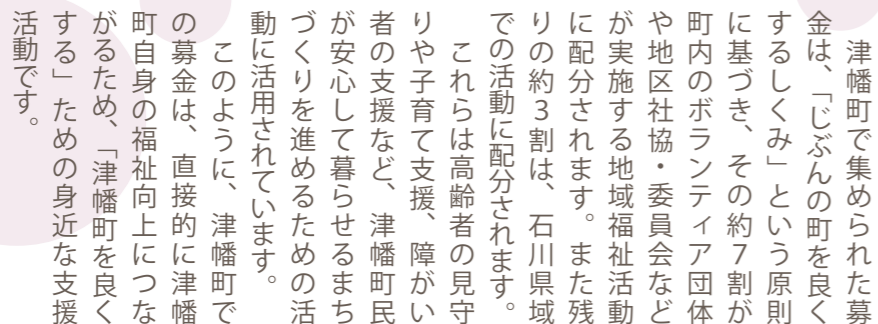 津幡町で集められた募
金は、「じぶんの町を良く
するしくみ」という原則
に基づき、その約7割が
町内のボランティア団体
や地区社協・委員会など
が実施する地域福祉活動
に配分されます。また残
りの約3割は、石川県域
での活動に配分されます。
これらは高齢者の見守
りや子育て支援、障がい
者の支援など、津幡町民
が安心して暮らせるまち
づくりを進めるための活
動に活用されています。
このように、津幡町で
の募金は、直接的に津幡
町自身の福祉向上につな
がるため、「津幡町を良く
する」ための身近な支援
活動です。